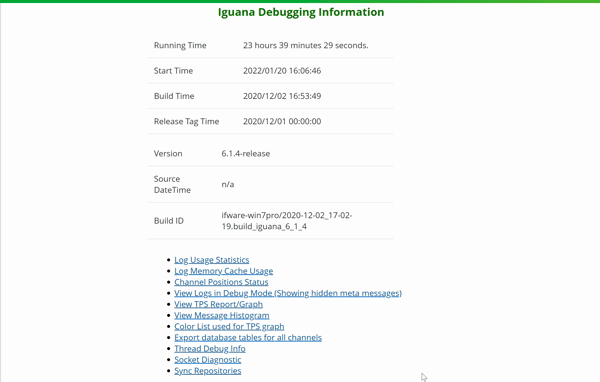 Iguana Debugging Information
Running Time 23 hours 39 minutes 29 seconds.
Start Time 2022/01/20 16:06:46
Build Time 2020/12/02 16:53:49
Release Tag Time 2020/12/01 00:00:00
Version 6.1.4-release
Source
DateTime n/a
Build ID ifware-win7pro/2020-12-02_17-02-
19.build_iguana_6_1_4
Log Usage Statistics
Log Memory Cache Usage
Channel Positions Status
View Logs in Debug Mode (Showing hidden meta messages)
View TPS Report/Graph
View Message Histogram
Color List used for TPS graph
Export database tables for all channels
Thread Debug Info
Socket Diagnostic
Sync Repositories